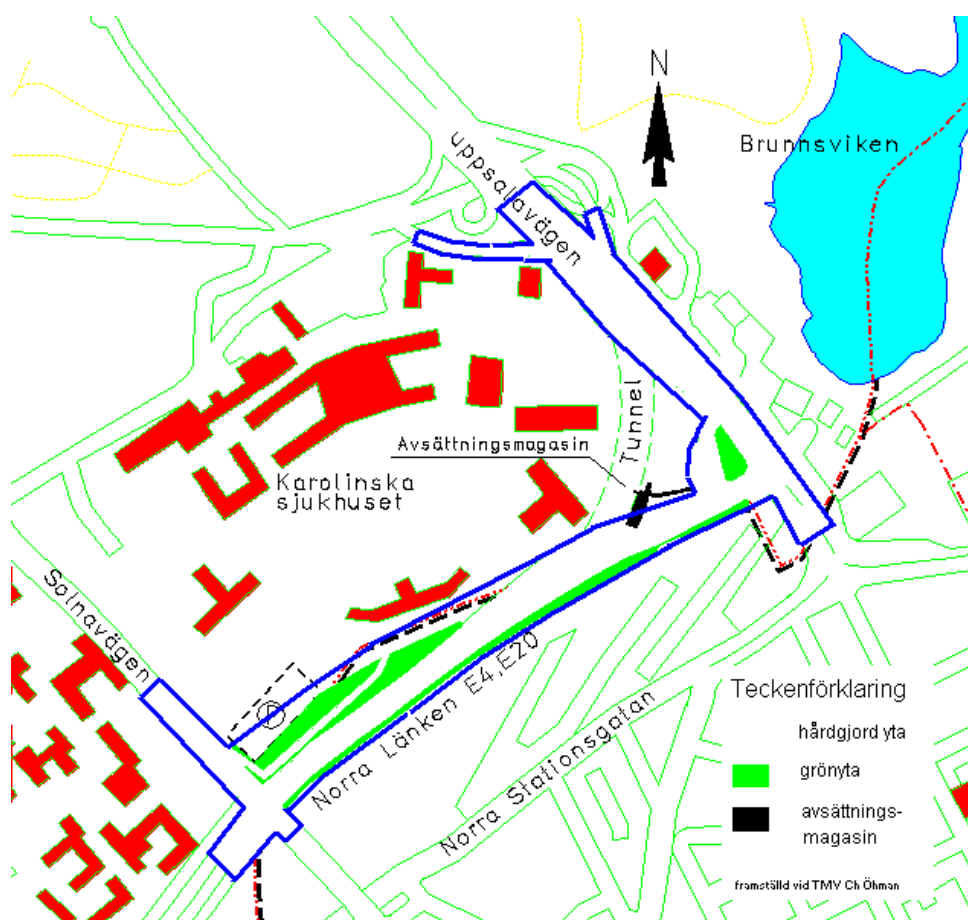 N
Brunnsviken
uppsalavägen
Avsättningsmagasin
Tunnel
Karolinska
sjukhuset
Solnavägen
Norra Länken E4,E20
Norra Stationsgatan
Teckenförklaring
hårdgjord yta
grönyta
avsättnings-
magasin
framställd vid TMV Ch Öhman